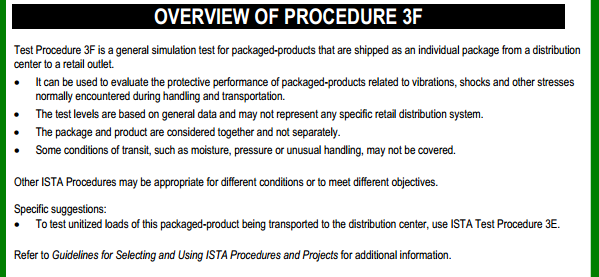 OVERVIEW OF PROCEDURE 3F
Test Procedure 3F is a general simulation test for packaged-products that are shipped as an individual package from a distribution
center to a retail outlet.
• It can be used to evaluate the protective performance of packaged-products related to vibrations, shocks and other stresses
normally encountered during handling and transportation.
• The test levels are based on general data and may not represent any specific retail distribution system.
• The package and product are considered together and not separately.
• Some conditions of transit, such as moisture, pressure or unusual handling, may not be covered.
Other ISTA Procedures may be appropriate for different conditions or to meet different objectives.
Specific suggestions:
• To test unitized loads of this packaged-product being transported to the distribution center, use ISTA Test Procedure 3E.
Refer to Guidelines for Selecting and Using ISTA Procedures and Projects for additional information.